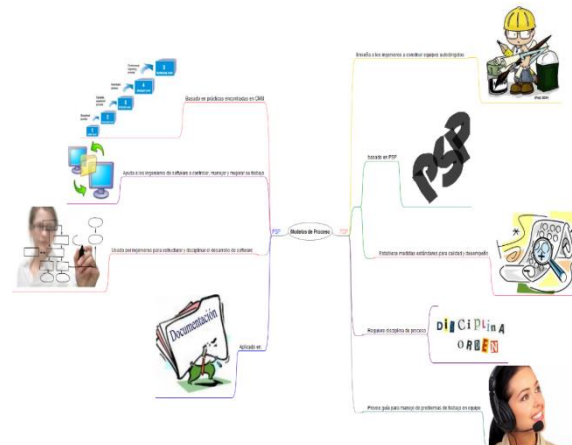 Basado en prácticas encontradas en CMM
Ayuda a los ingenieros de software a controlar, manejar y mejorar su trabajo
Usado por ingenieros para estructurar y disciplinar el desarrollo de software
Documentación
Aplicado en:
PSP
Modelos de Proceso
TSP
Enseña a los ingenieros a construir equipos autodirigidos
basado en PSP
PSP
Establece medidas estándares para calidad y desempeño
Requiere disciplina de proceso
DISCIPLINA
ORDEN
Provee guía para manejo de problemas de trabajo en equipo